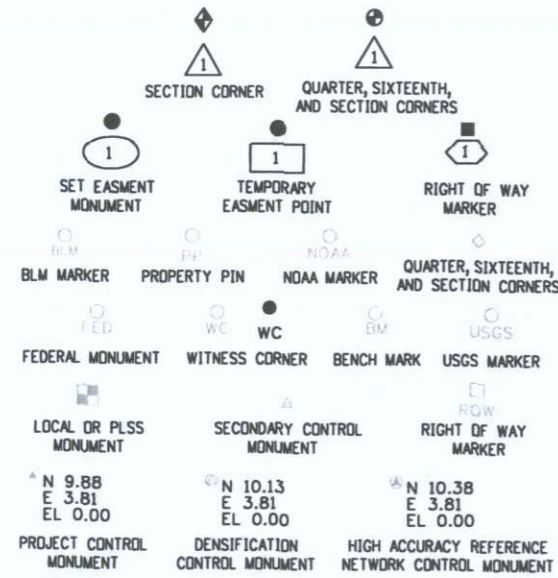 1 1
SECTION CORNER QUARTER, SIXTEENTH,
AND SECTION CORNERS
1 1 1
SET EASMENT
MONUMENT
TEMPORARY
EASMENT POINT
RIGHT OF WAY
MARKER
BLM PP NOAA
BLM MARKER PROPERTY PIN NOAA MARKER QUARTER, SIXTEENTH,
AND SECTION CORNERS
FED WC WC BM USGS
FEDERAL MONUMENT WITNESS CORNER BENCH MARK USGS MARKER
ROW
LOCAL OR PLSS
MONUMENT
SECONDARY CONTROL
MONUMENT
RIGHT OF WAY
MARKER
N 9.88
E 3.81
EL 0.00
PROJECT CONTROL
MONUMENT
N 10.13
E 3.81
EL 0.00
DENSIFICATION
CONTROL MONUMENT
N 10.38
E 3.81
EL 0.00
HIGH ACCURACY REFERENCE
NETWORK CONTROL MONUMENT